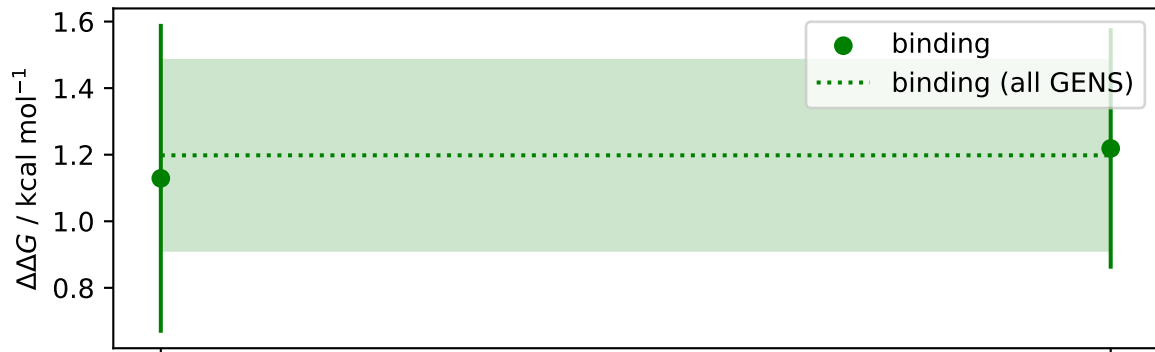 1.6
1.4
1.2
1.0
0.8
ΔΔG / kcal mol⁻¹
binding
binding (all GENS)